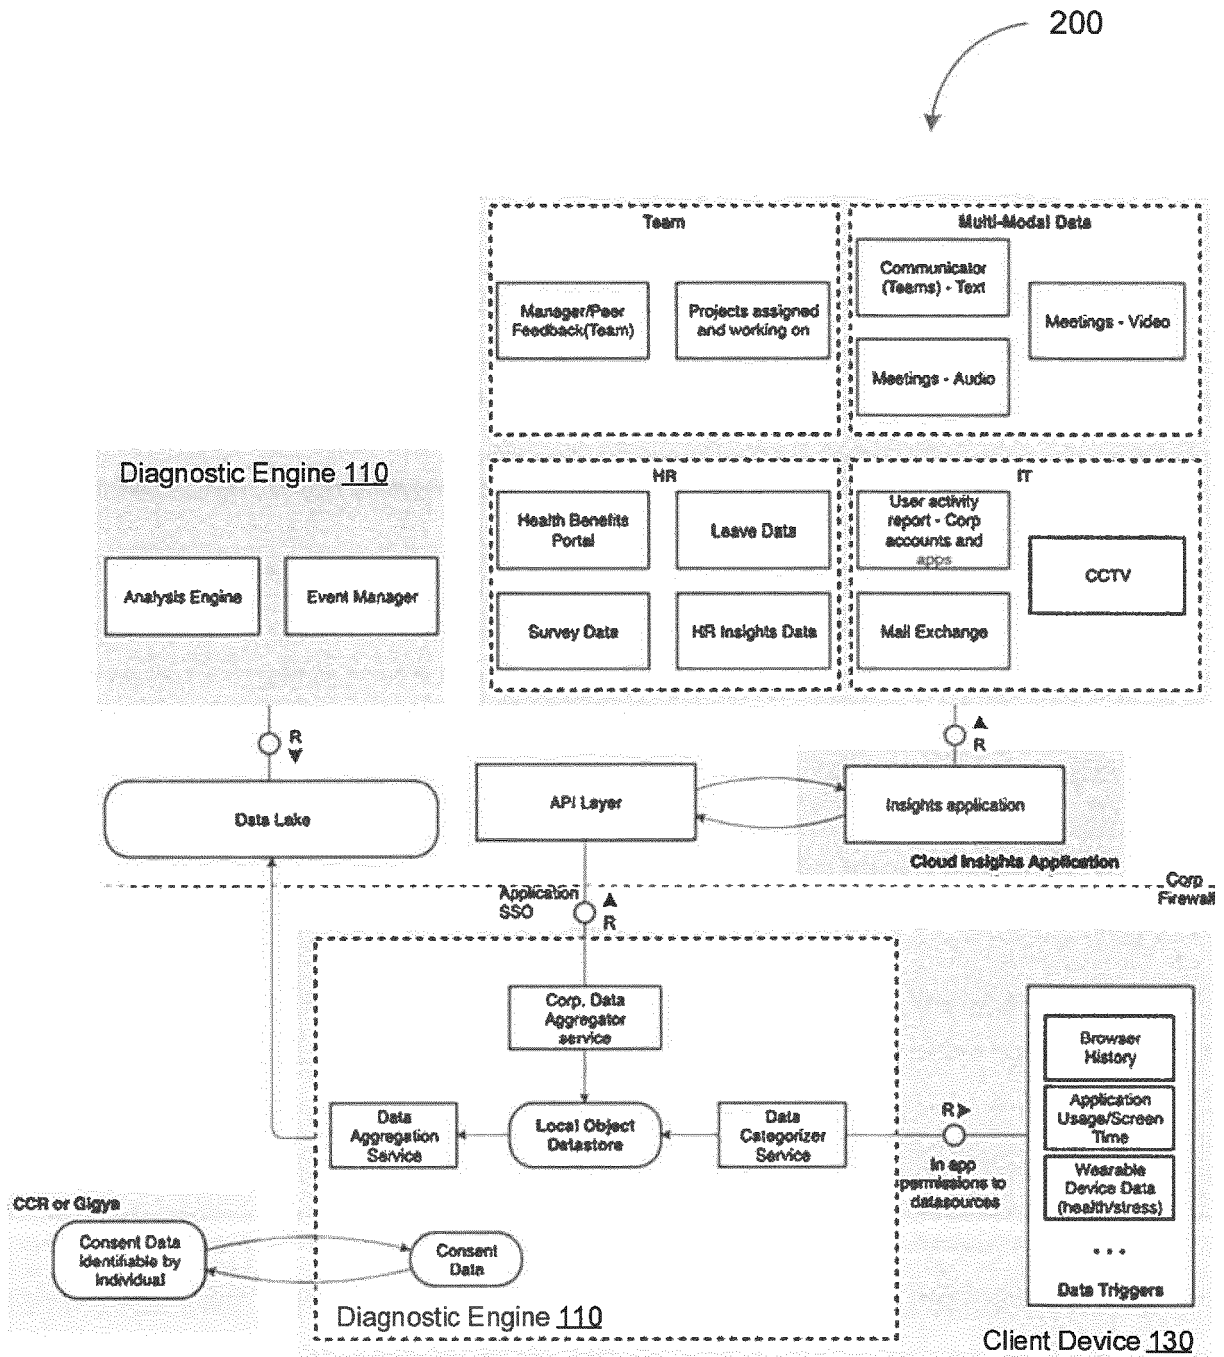 200
Team
Manager/Peer
Feedback(Team)
Projects assigned
and working on
Multi-Modal Data
Communicator
(Teams) - Text
Meetings - Video
Meetings - Audio
Diagnostic Engine 110
Analysis Engine
Event Manager
HR
Health Benefits
Portal
Leave Data
Survey Data
HR Insights Data
IT
User activity
report - Corp
accounts and
apps
CCTV
Mail Exchange
R
R
Data Lake
API Layer
Insights application
Cloud Insights Application
Application
SSO
R
Corp
Firewall
Corp. Data
Aggregator
service
Data
Aggregation
Service
Local Object
Datastore
Data
Categorizer
Service
R
In app
permissions to
datasources
Browser
History
Application
Usage/Screen
Time
Wearable
Device Data
(health/stress)
...
Data Triggers
CCR or Gigya
Consent Data
identifiable by
individual
Consent
Data
Diagnostic Engine 110
Client Device 130